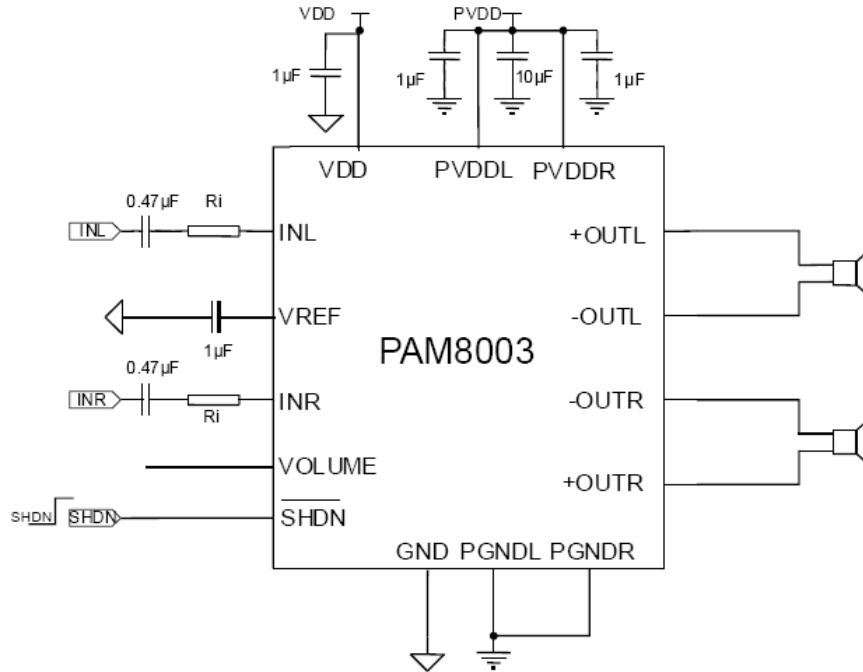 VDD PVDD
1µF 1µF 10µF 1µF
VDD PVDDL PVDDR
0.47µF Ri
INL INL +OUTL
VREF -OUTL
1µF
PAM8003
0.47µF
INR INR -OUTR
Ri
VOLUME
+OUTR
SHDN SHDN SHDN
GND PGNDL PGNDR